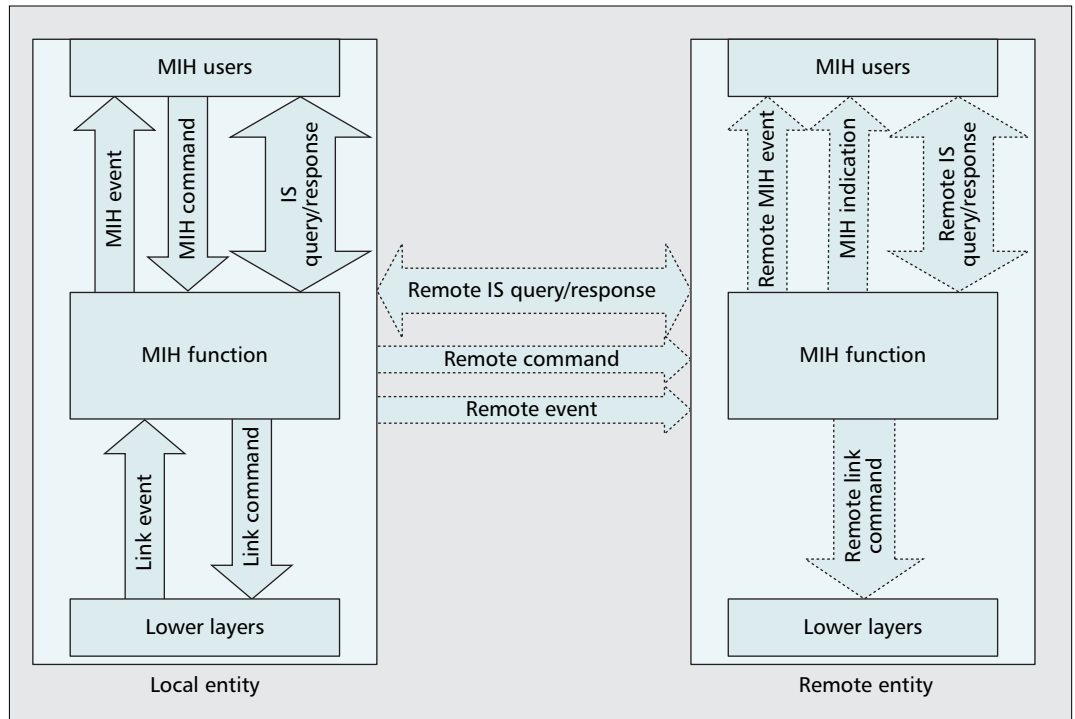 MIH users
MIH event
MIH command
IS
query/response
MIH function
Link event
Link command
Lower layers
Local entity
Remote IS query/response
Remote command
Remote event
MIH users
Remote MIH event
MIH indication
Remote IS
query/response
MIH function
Remote link
command
Lower layers
Remote entity